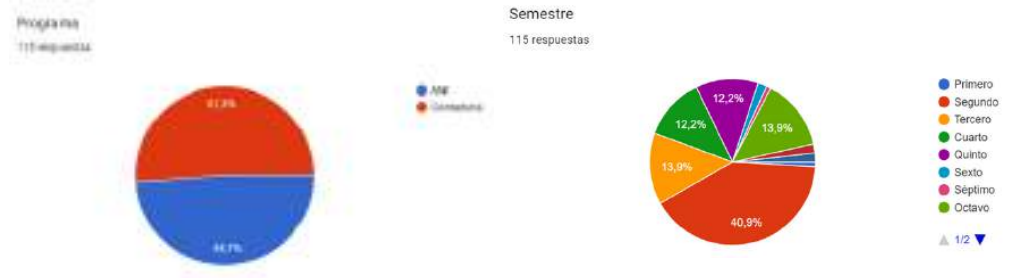 Programa
115 respuestas
Contaduría
Semestre
115 respuestas
12,2%
12,2%
13,9%
13,9%
40,9%
Primero
Segundo
Tercero
Cuarto
Quinto
Sexto
Séptimo
Octavo
1/2